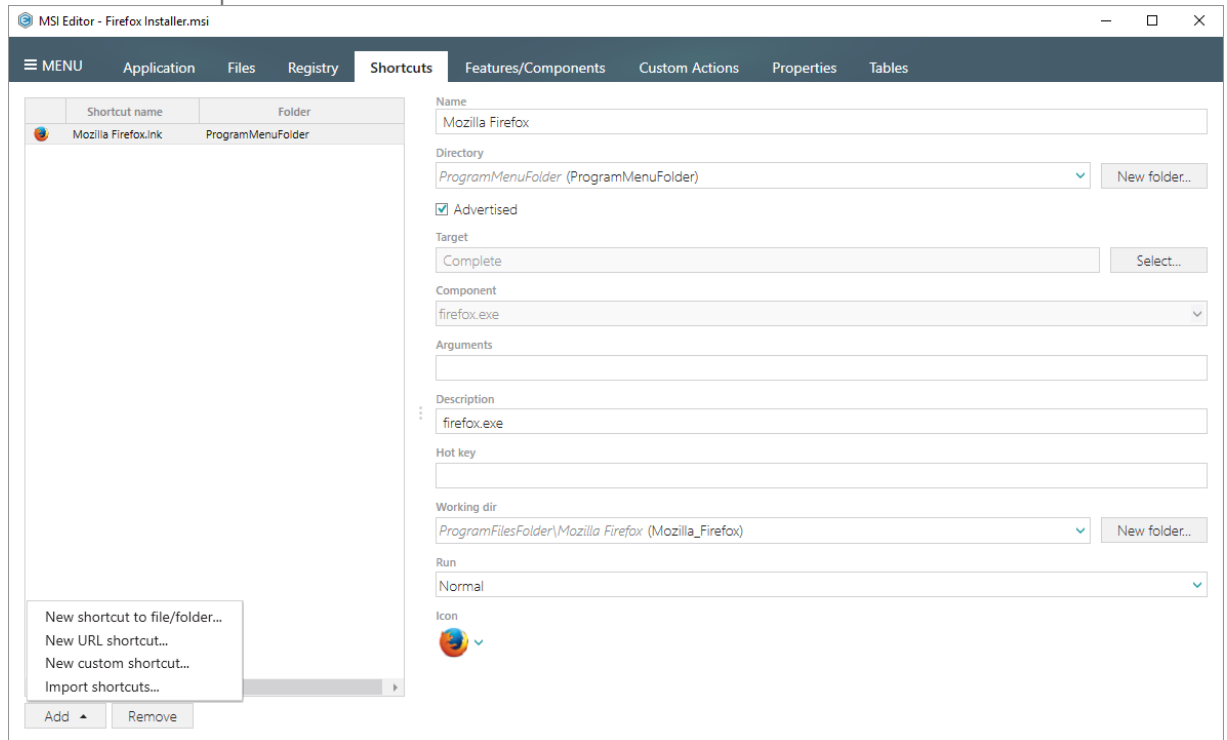 MSI Editor - Firefox Installer.msi
MENU Application Files Registry Shortcuts Features/Components Custom Actions Properties Tables
Shortcut name Folder
Mozilla Firefox.lnk ProgramMenuFolder
Name
Mozilla Firefox
Directory
ProgramMenuFolder (ProgramMenuFolder) New folder...
Advertised
Target
Complete Select...
Component
firefox.exe
Arguments
Description
firefox.exe
Hot key
Working dir
ProgramFilesFolder\Mozilla Firefox (Mozilla_Firefox) New folder...
Run
Normal
Icon
New shortcut to file/folder...
New URL shortcut...
New custom shortcut...
Import shortcuts...
Add Remove